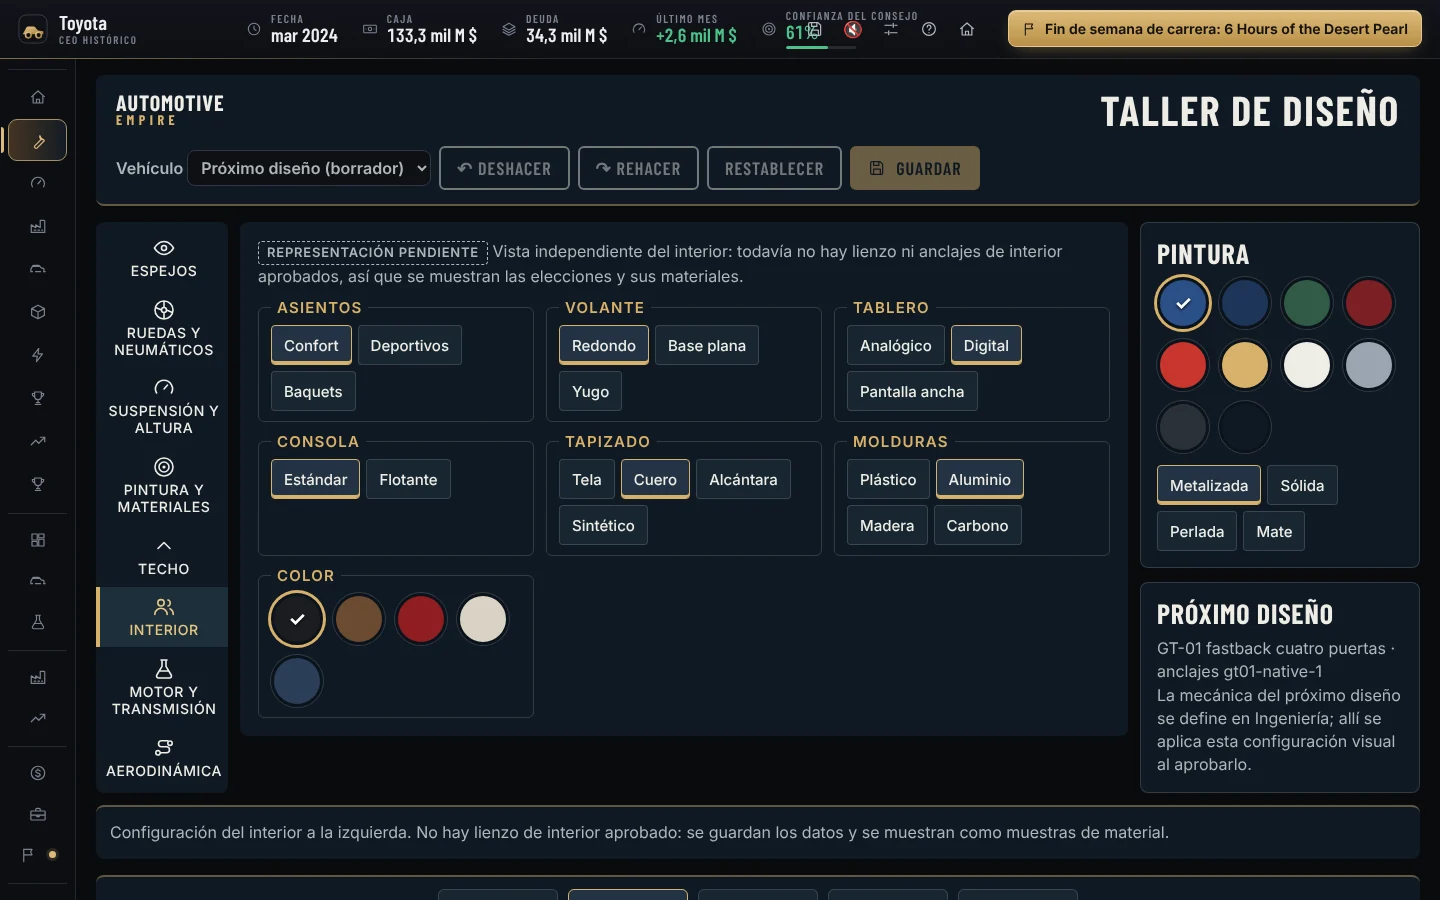 Toyota
CEO HISTÓRICO
FECHA
mar 2024
CAJA
133,3 mil M $
DEUDA
34,3 mil M $
ÚLTIMO MES
+2,6 mil M $
CONFIANZA DEL CONSEJO
61%
Fin de semana de carrera: 6 Hours of the Desert Pearl
AUTOMOTIVE
EMPIRE
TALLER DE DISEÑO
Vehículo
Próximo diseño (borrador)
DESHACER
REHACER
RESTABLECER
GUARDAR
ESPEJOS
RUEDAS Y
NEUMÁTICOS
SUSPENSIÓN Y
ALTURA
PINTURA Y
MATERIALES
TECHO
INTERIOR
MOTOR Y
TRANSMISIÓN
AERODINÁMICA
REPRESENTACIÓN PENDIENTE Vista independiente del interior: todavía no hay lienzo ni anclajes de interior
aprobados, así que se muestran las elecciones y sus materiales.
ASIENTOS
Confort
Deportivos
Baquets
VOLANTE
Redondo
Base plana
Yugo
TABLERO
Analógico
Digital
Pantalla ancha
CONSOLA
Estándar
Flotante
TAPIZADO
Tela
Cuero
Alcántara
Sintético
MOLDURAS
Plástico
Aluminio
Madera
Carbono
COLOR
PINTURA
Metalizada
Sólida
Perlada
Mate
PRÓXIMO DISEÑO
GT-01 fastback cuatro puertas ·
anclajes gt01-native-1
La mecánica del próximo diseño
se define en Ingeniería; allí se
aplica esta configuración visual
al aprobarlo.
Configuración del interior a la izquierda. No hay lienzo de interior aprobado: se guardan los datos y se muestran como muestras de material.